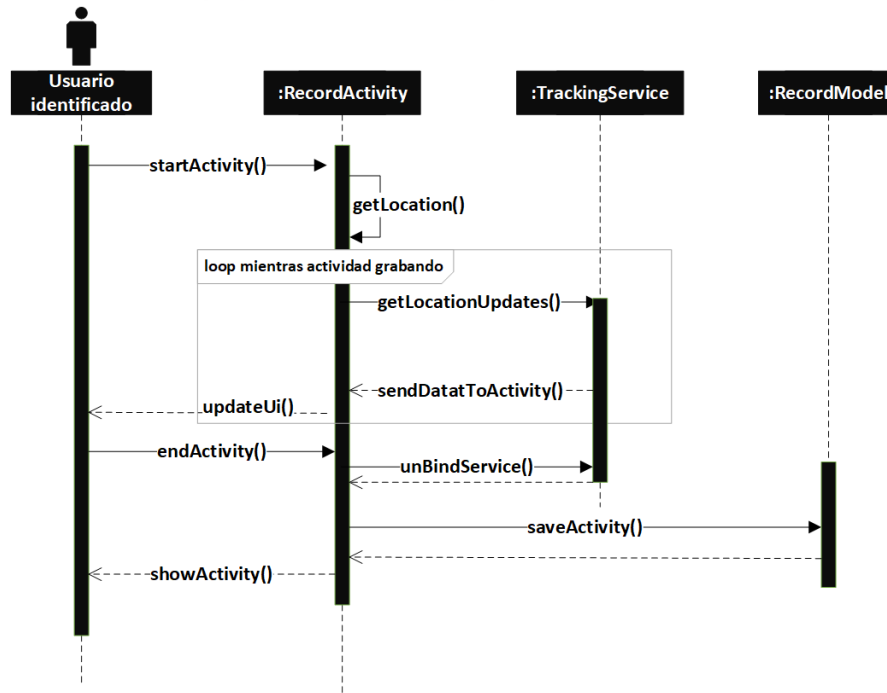 Usuario
identificado
:RecordActivity
:TrackingService
:RecordModel
startActivity()
getLocation()
loop mientras actividad grabando
getLocationUpdates()
sendDatatToActivity()
updateUi()
endActivity()
unBindService()
saveActivity()
showActivity()